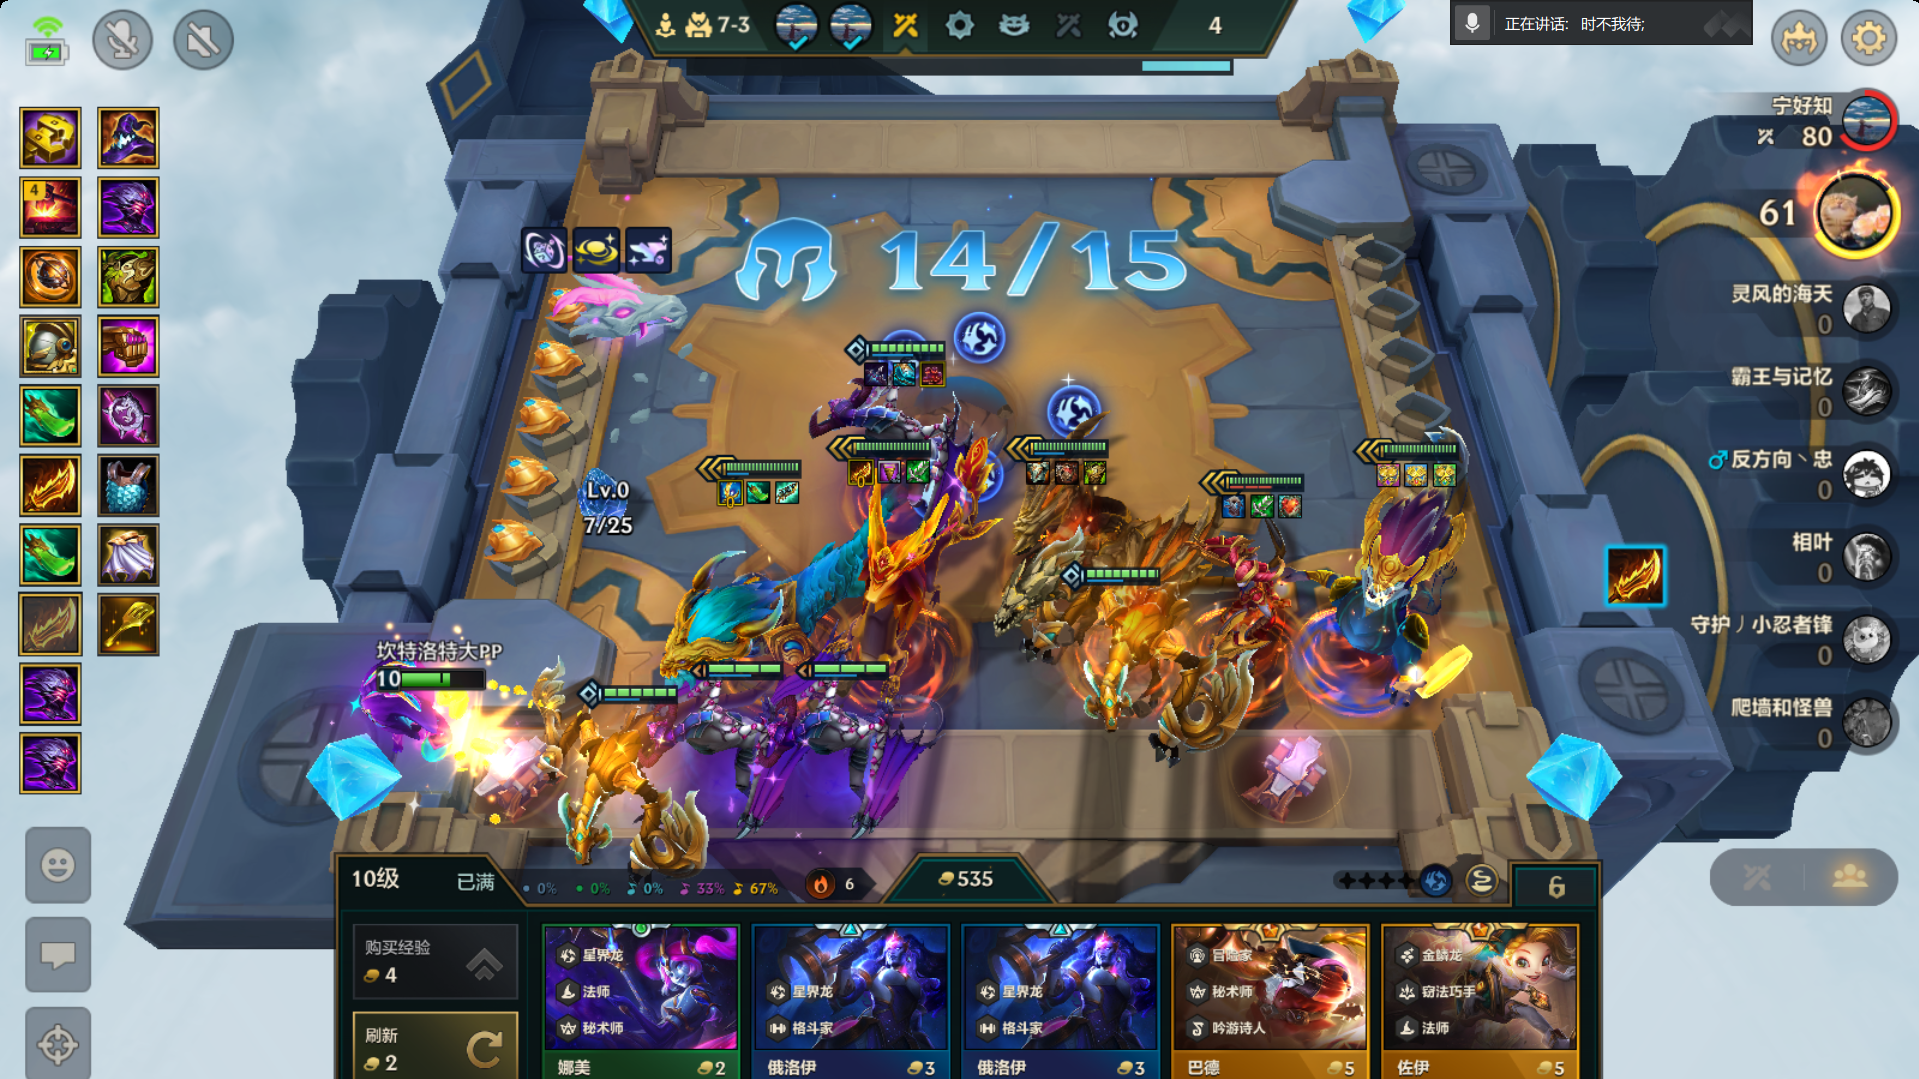 7-3
4
正在讲话: 时不我待;
宁好知
80
61
灵风的海天
0
霸王与记忆
0
反方向丶忠
0
相叶
0
守护丿小忍者锋
0
爬墙和怪兽
0
4
14/15
Lv.0
7/25
坎特洛特大PP
10
10级
已满
0%
0%
0%
33%
67%
6
535
6
购买经验
4
刷新
2
星界龙
法师
秘术师
娜美
2
星界龙
格斗家
俄洛伊
3
星界龙
格斗家
俄洛伊
3
冒险家
秘术师
吟游诗人
巴德
5
金鳞龙
窃法巧手
法师
佐伊
5